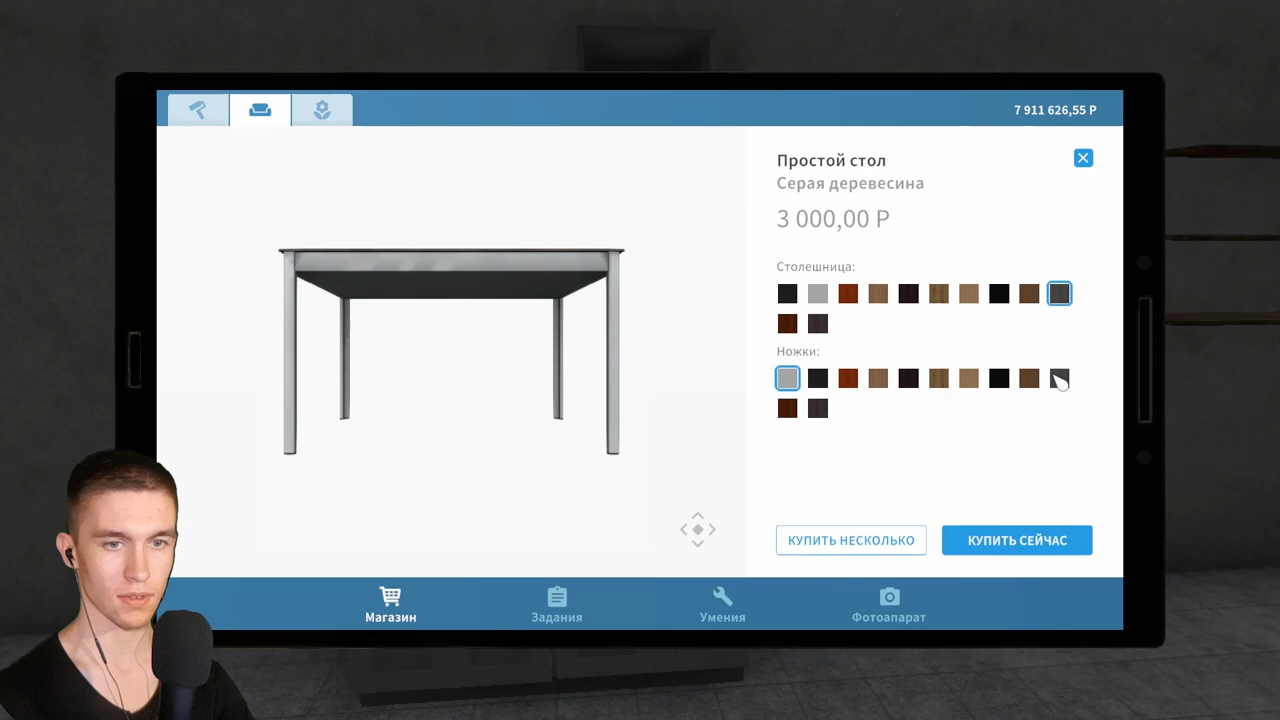 7 911 626,55 Р
Простой стол
Серая деревесина
3 000,00 Р
Столешница:
Ножки:
КУПИТЬ НЕСКОЛЬКО
КУПИТЬ СЕЙЧАС
Магазин
Задания
Умения
Фотоапарат